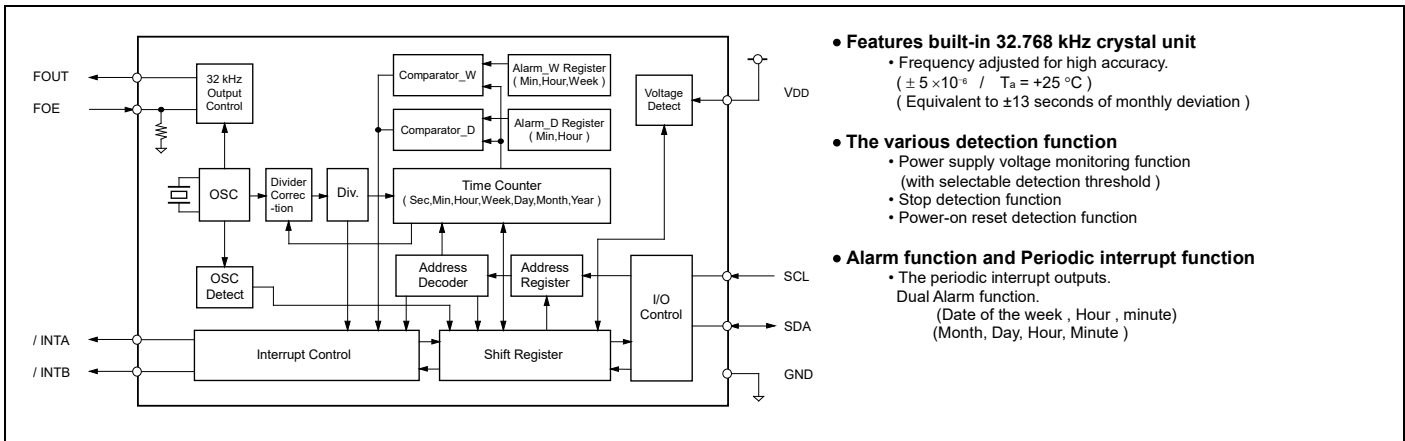 FOUT
FOE
32 kHz
Output
Control
Comparator_W
Alarm_W Register
( Min,Hour,Week)
Comparator_D
Alarm_D Register
( Min,Hour )
Voltage
Detect
VDD
OSC
Divider
Correc
-tion
Div.
Time Counter
( Sec,Min,Hour,Week,Day,Month,Year )
OSC
Detect
Address
Decoder
Address
Register
I/O
Control
SCL
SDA
GND
/ INTA
/ INTB
Interrupt Control
Shift Register
● Features built-in 32.768 kHz crystal unit
• Frequency adjusted for high accuracy.
( ± 5 ×10⁻⁶ / Ta = +25 °C )
( Equivalent to ±13 seconds of monthly deviation )
● The various detection function
• Power supply voltage monitoring function
(with selectable detection threshold )
• Stop detection function
• Power-on reset detection function
● Alarm function and Periodic interrupt function
• The periodic interrupt outputs.
Dual Alarm function.
(Date of the week , Hour , minute)
(Month, Day, Hour, Minute )